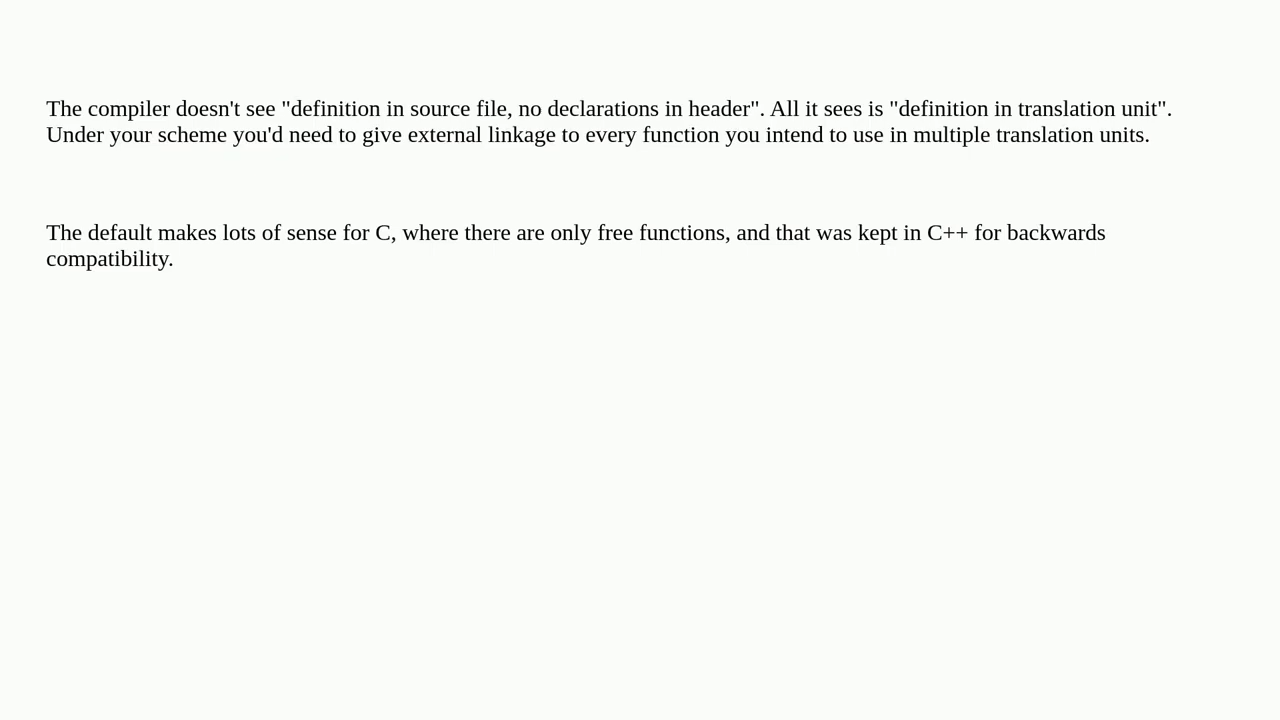 The compiler doesn't see "definition in source file, no declarations in header". All it sees is "definition in translation unit".
Under your scheme you'd need to give external linkage to every function you intend to use in multiple translation units.
The default makes lots of sense for C, where there are only free functions, and that was kept in C++ for backwards
compatibility.